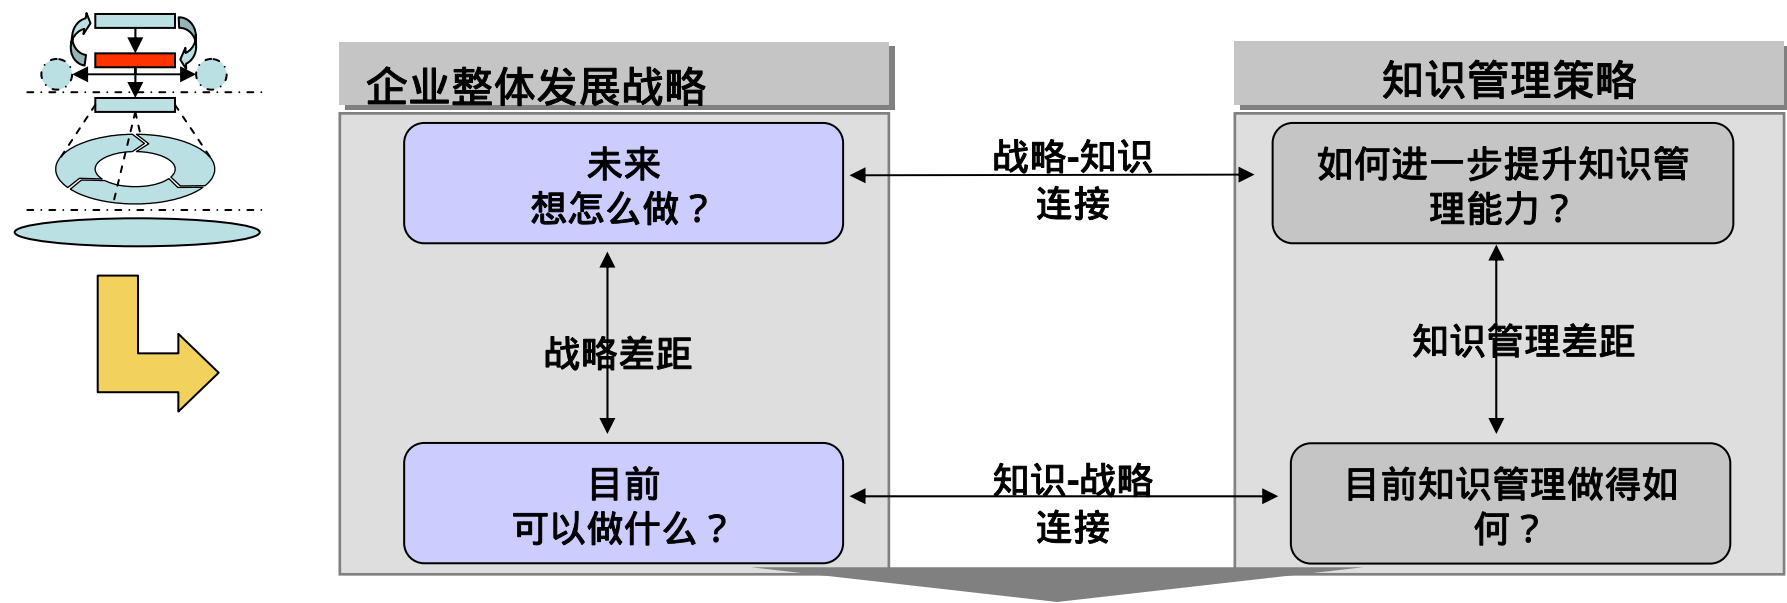 企业整体发展战略
知识管理策略
未来
想怎么做？
战略-知识
连接
如何进一步提升知识管
理能力？
战略差距
知识管理差距
目前
可以做什么？
知识-战略
连接
目前知识管理做得如
何？